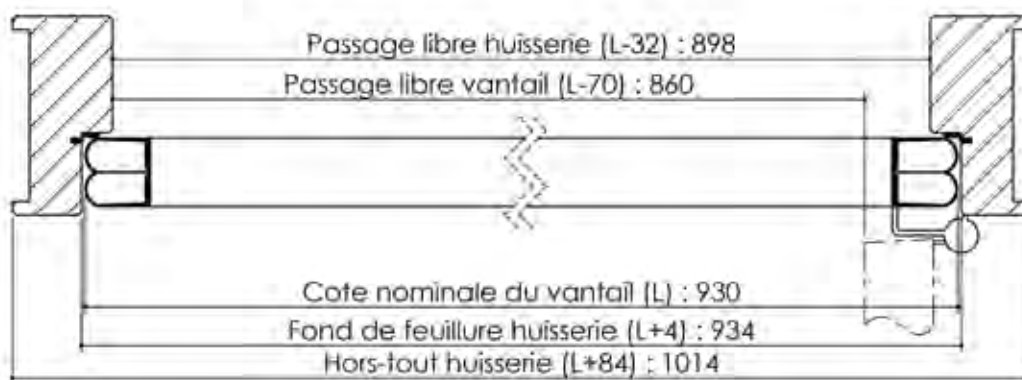 Passage libre huisserie (L-32) : 898
Passage libre vantail (L-70) : 860
Cote nominale du vantail (L) : 930
Fond de feuillure huisserie (L+4) : 934
Hors-tout huisserie (L+84) : 1014